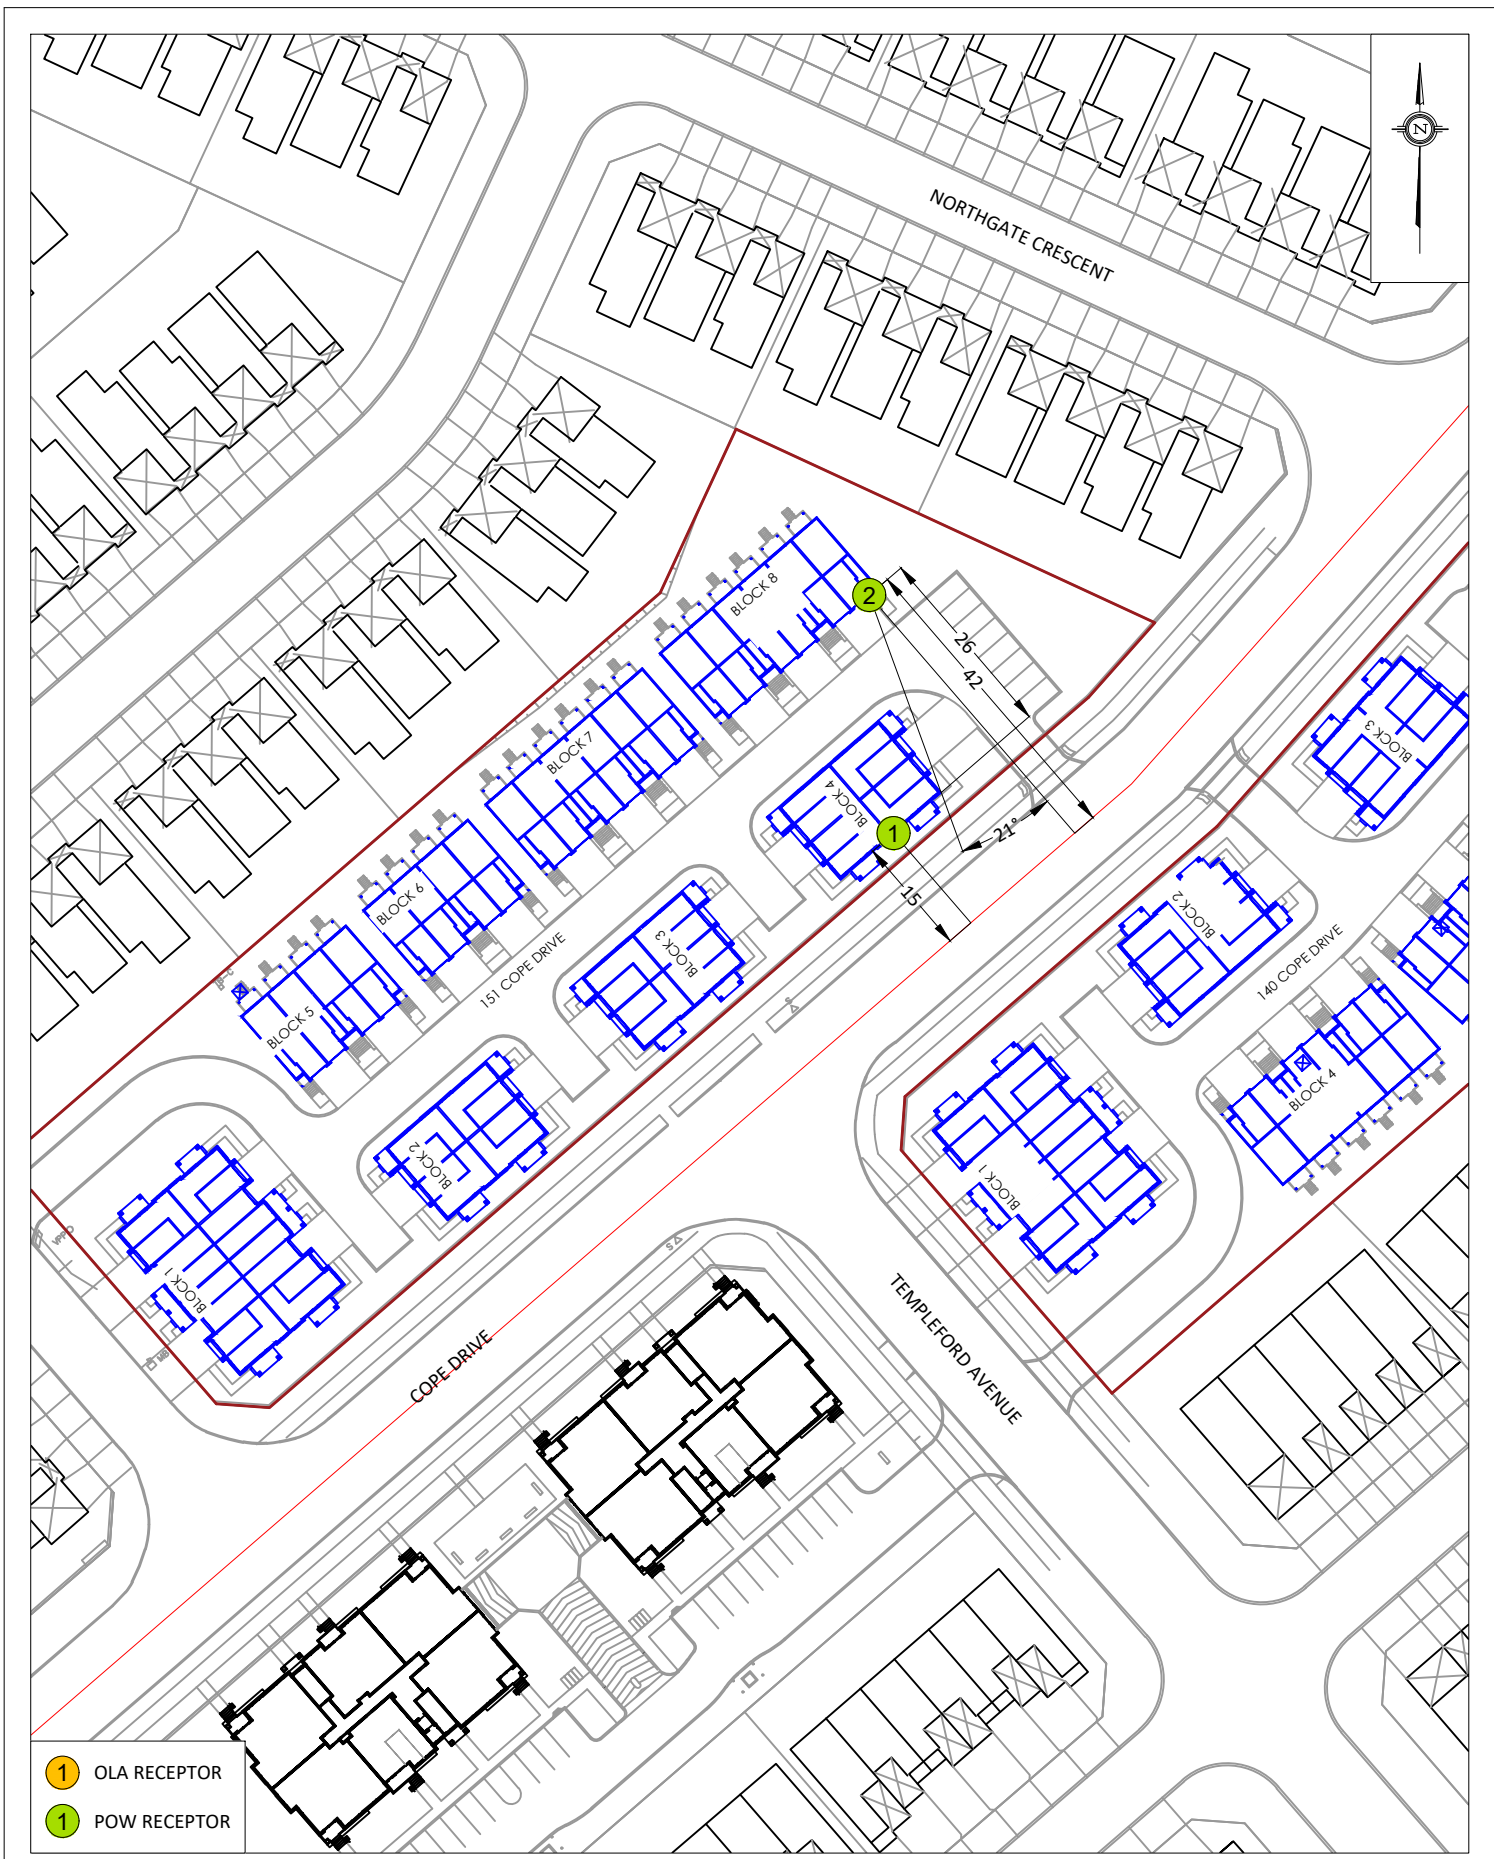 N
NORTHGATE CRESCENT
BLOCK 8
2
26
42
BLOCK 7
BLOCK 3
BLOCK 4
1
21°
15
BLOCK 6
BLOCK 3
BLOCK 2
151 COPE DRIVE
140 COPE DRIVE
BLOCK 5
BLOCK 4
BLOCK 2
BLOCK 1
VPP
BLOCK 1
MB
S
S
COPE DRIVE
TEMPLEFORD AVENUE
1 OLA RECEPTOR
1 POW RECEPTOR